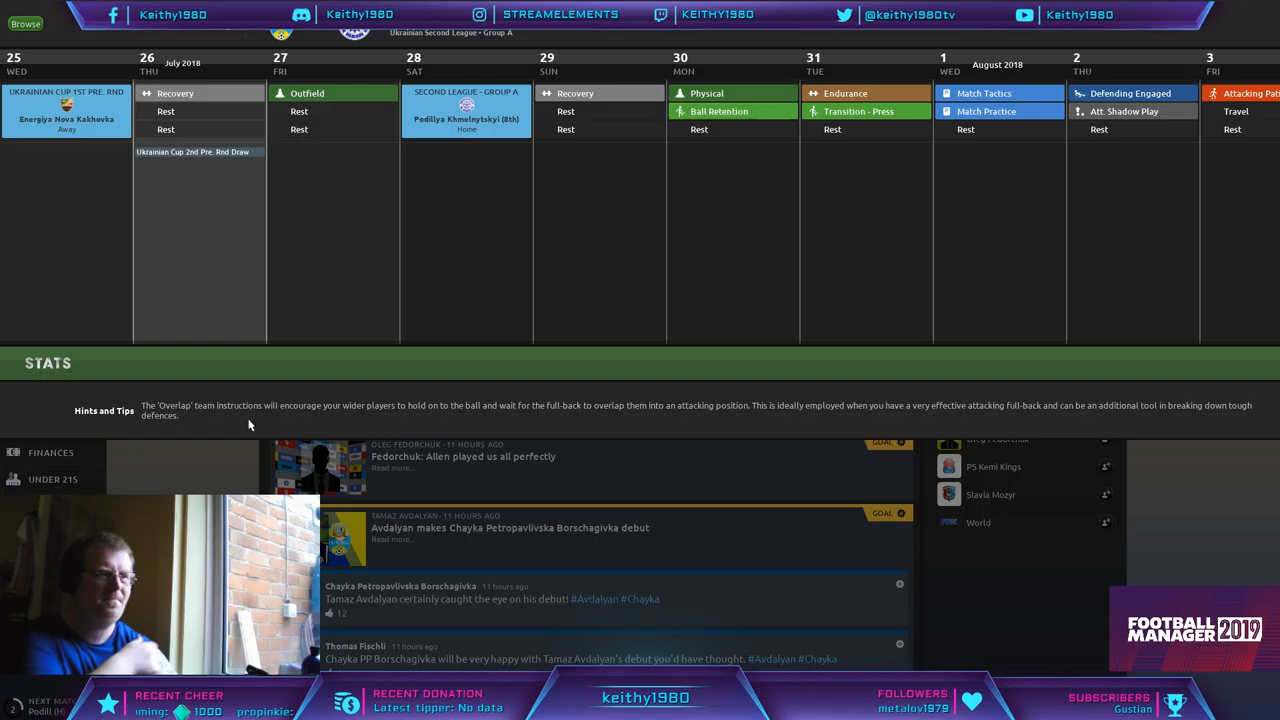 Browse
Keithy1980
Keithy1980
STREAMELEMENTS
KEITHY1980
@keithy1980tv
Keithy1980
Ukrainian Second League - Group A
25
WED
26
THU
July 2018
27
FRI
28
SAT
29
SUN
30
MON
31
TUE
1
WED
August 2018
2
THU
3
FRI
UKRAINIAN CUP 1ST PRE. RND
Energiya Nova Kakhovka
Away
Recovery
Rest
Rest
Ukrainian Cup 2nd Pre. Rnd Draw
Outfield
Rest
Rest
SECOND LEAGUE - GROUP A
Podillya Khmelnytskyi (8th)
Home
Recovery
Rest
Rest
Physical
Ball Retention
Rest
Endurance
Transition - Press
Rest
Match Tactics
Match Practice
Rest
Defending Engaged
Att. Shadow Play
Rest
Attacking Pat
Travel
Rest
STATS
Hints and Tips
The 'Overlap' team instructions will encourage your wider players to hold on to the ball and wait for the full-back to overlap them into an attacking position. This is ideally employed when you have a very effective attacking full-back and can be an additional tool in breaking down tough
defences.
FINANCES
UNDER 21S
OLEG FEDORCHUK - 11 HOURS AGO
GOAL
Fedorchuk: Allen played us all perfectly
Read more...
TAMAZ AVDALYAN - 11 HOURS AGO
GOAL
Avdalyan makes Chayka Petropavlivska Borschagivka debut
Read more...
Chayka Petropavlivska Borschagivka 11 hours ago
Tamaz Avdalyan certainly caught the eye on his debut! #Avdalyan #Chayka
12
Thomas Fischli 11 hours ago
Chayka PP Borschagivka will be very happy with Tamaz Avdalyan's debut you'd have thought. #Avdalyan #Chayka
Oleg Fedorchuk
PS Kemi Kings
Slavia Mozyr
World
FOOTBALL
MANAGER 2019
2
NEXT MATC
Podill (H)
RECENT CHEER
iming: 1000 propinkie:
RECENT DONATION
Latest tipper: No data
keithy1980
FOLLOWERS
metalov1979
SUBSCRIBERS
Gustian